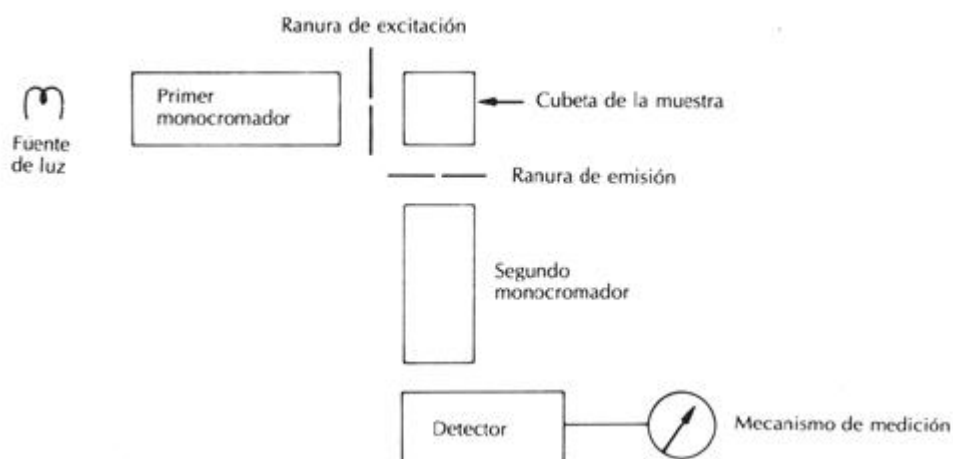 Ranura de excitación
Primer
monocromador
Cubeta de la muestra
Fuente
de luz
Ranura de emisión
Segundo
monocromador
Detector
Mecanismo de medición